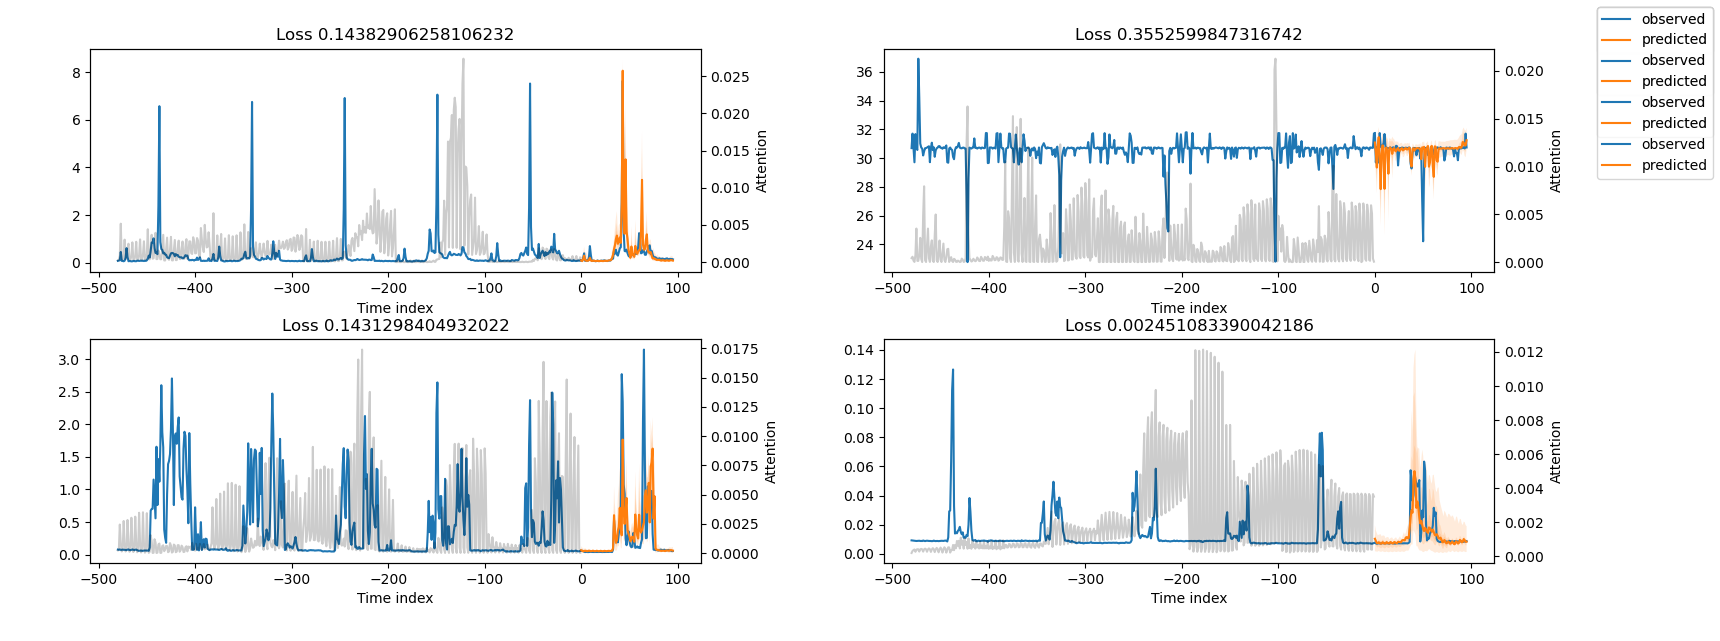 Loss 0.14382906258106232
8
6
4
2
0
0.025
0.020
0.015
0.010
0.005
0.000
Attention
−500 −400 −300 −200 −100 0 100
Time index
Loss 0.3552599847316742
36
34
32
30
28
26
24
0.020
0.015
0.010
0.005
0.000
Attention
−500 −400 −300 −200 −100 0 100
Time index
observed
predicted
observed
predicted
observed
predicted
observed
predicted
Loss 0.1431298404932022
3.0
2.5
2.0
1.5
1.0
0.5
0.0
0.0175
0.0150
0.0125
0.0100
0.0075
0.0050
0.0025
0.0000
Attention
−500 −400 −300 −200 −100 0 100
Time index
Loss 0.002451083390042186
0.14
0.12
0.10
0.08
0.06
0.04
0.02
0.00
0.012
0.010
0.008
0.006
0.004
0.002
0.000
Attention
−500 −400 −300 −200 −100 0 100
Time index